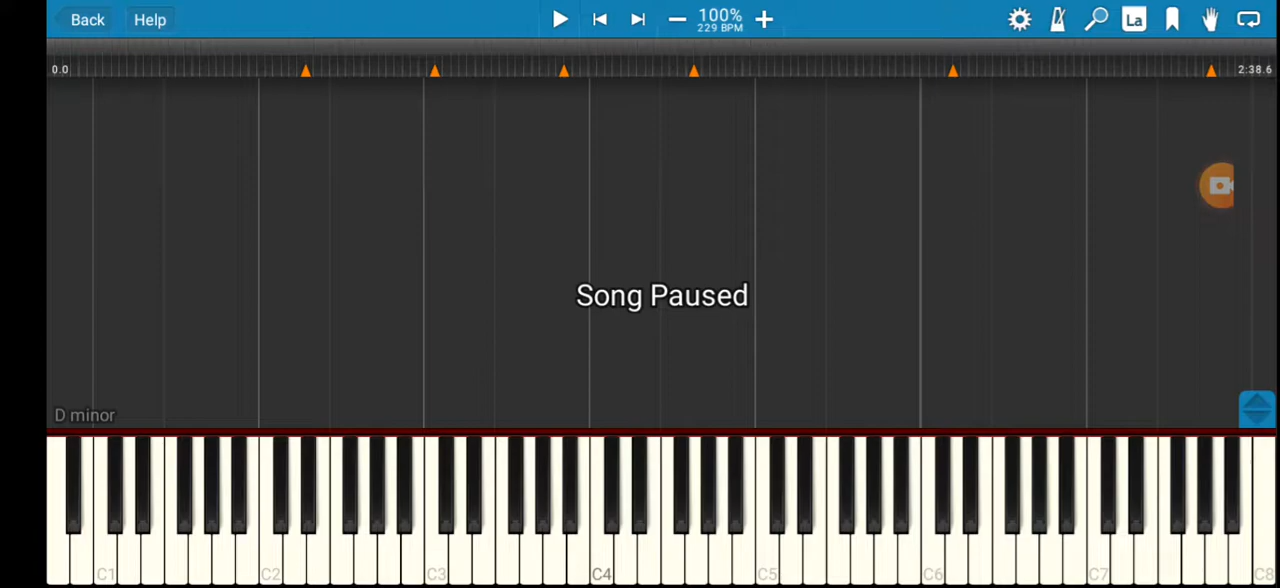 Back Help 100%
229 BPM
La
0.0 2:38.6
Song Paused
D minor
C1 C2 C3 C4 C5 C6 C7 C8